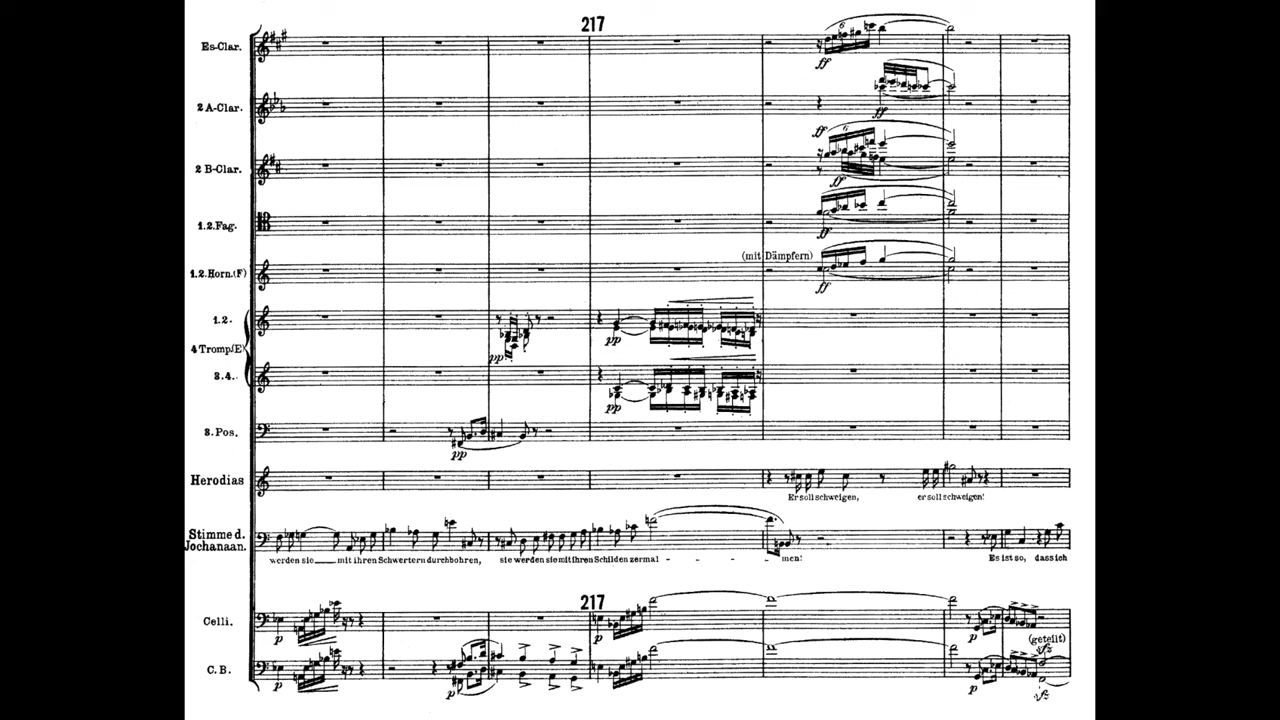 217
Es-Clar.
ff
2 A-Clar.
ff
ff
2 B-Clar.
ff
1.2.Fag.
ff
(mit Dämpfern)
1.2.Horn.(F)
ff
1.2.
4 Tromp(E)
pp
pp
3.4.
pp
3.Pos.
pp
Herodias
Er soll schweigen, er soll schweigen!
Stimme d.
Jochanaan.
werden sie mit ihren Schwertern durchbohren, sie werden sie mit ihren Schilden zermal - - - - men! Es ist so, dass ich
217
Celli.
p
p
p
(geteilt)
C.B.
p
p
p
sfz
sfz